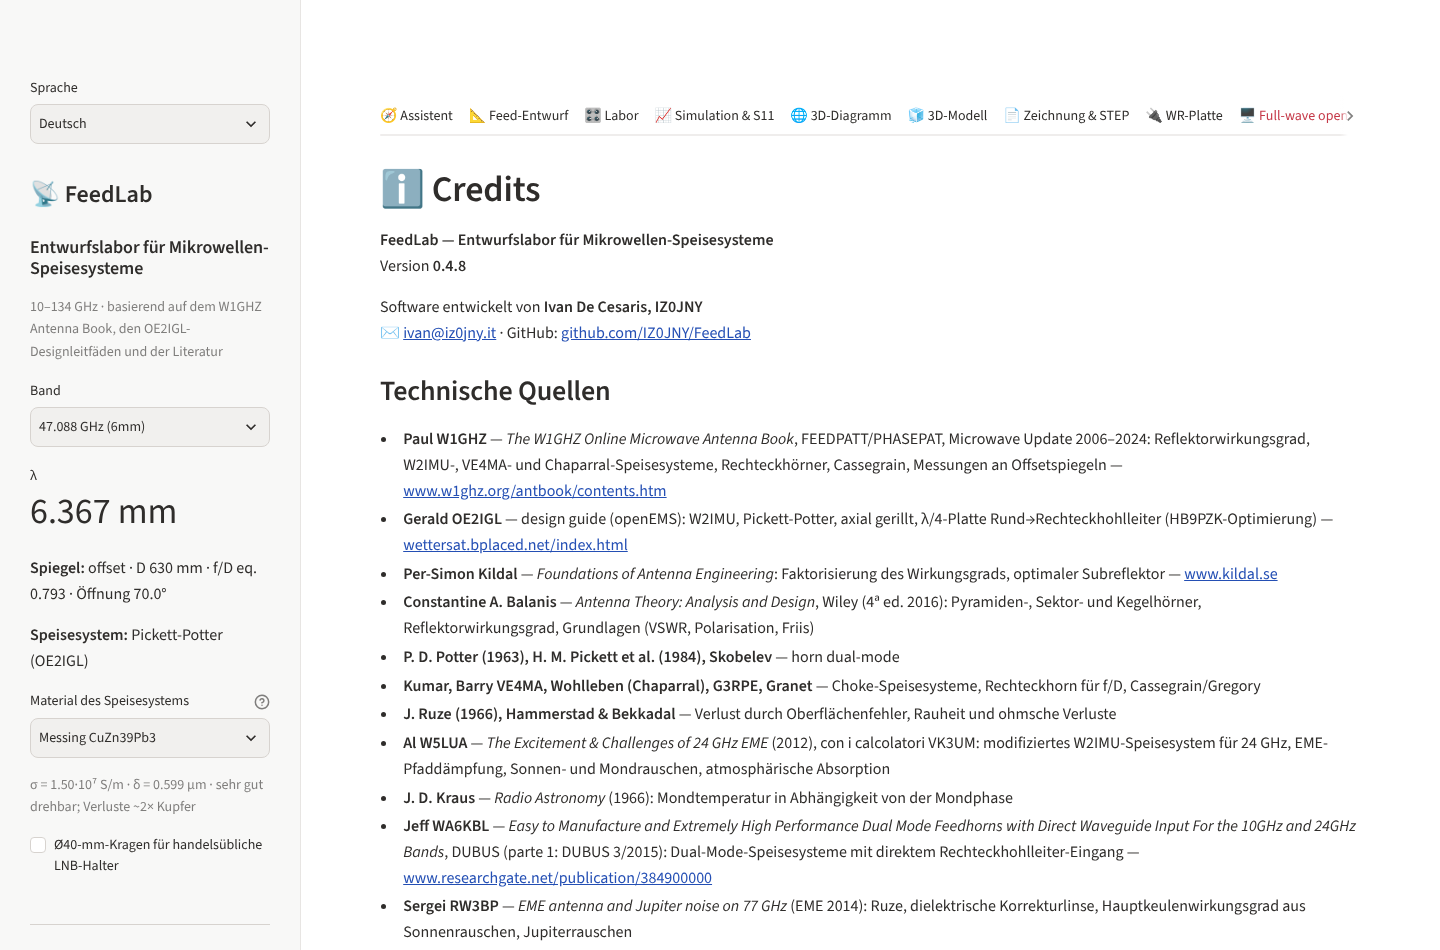 Sprache
Deutsch
📡 FeedLab
Entwurfslabor für Mikrowellen-
Speisesysteme
10–134 GHz · basierend auf dem W1GHZ
Antenna Book, den OE2IGL-
Designleitfäden und der Literatur
Band
47.088 GHz (6mm)
λ
6.367 mm
Spiegel: offset · D 630 mm · f/D eq.
0.793 · Öffnung 70.0°
Speisesystem: Pickett-Potter
(OE2IGL)
Material des Speisesystems
Messing CuZn39Pb3
σ = 1.50·10⁷ S/m · δ = 0.599 µm · sehr gut
drehbar; Verluste ~2× Kupfer
Ø40-mm-Kragen für handelsübliche
LNB-Halter
🧭 Assistent 📐 Feed-Entwurf 🎛️ Labor 📈 Simulation & S11 🌐 3D-Diagramm 🧊 3D-Modell 📄 Zeichnung & STEP 🔌 WR-Platte 🖥️ Full-wave oper
ℹ️ Credits
FeedLab — Entwurfslabor für Mikrowellen-Speisesysteme
Version 0.4.8
Software entwickelt von Ivan De Cesaris, IZ0JNY
✉️ ivan@iz0jny.it · GitHub: github.com/IZ0JNY/FeedLab
Technische Quellen
• Paul W1GHZ — The W1GHZ Online Microwave Antenna Book, FEEDPATT/PHASEPAT, Microwave Update 2006–2024: Reflektorwirkungsgrad,
W2IMU-, VE4MA- und Chaparral-Speisesysteme, Rechteckhörner, Cassegrain, Messungen an Offsetspiegeln —
www.w1ghz.org/antbook/contents.htm
• Gerald OE2IGL — design guide (openEMS): W2IMU, Pickett-Potter, axial gerillt, λ/4-Platte Rund→Rechteckhohlleiter (HB9PZK-Optimierung) —
wettersat.bplaced.net/index.html
• Per-Simon Kildal — Foundations of Antenna Engineering: Faktorisierung des Wirkungsgrads, optimaler Subreflektor — www.kildal.se
• Constantine A. Balanis — Antenna Theory: Analysis and Design, Wiley (4ª ed. 2016): Pyramiden-, Sektor- und Kegelhörner,
Reflektorwirkungsgrad, Grundlagen (VSWR, Polarisation, Friis)
• P. D. Potter (1963), H. M. Pickett et al. (1984), Skobelev — horn dual-mode
• Kumar, Barry VE4MA, Wohlleben (Chaparral), G3RPE, Granet — Choke-Speisesysteme, Rechteckhorn für f/D, Cassegrain/Gregory
• J. Ruze (1966), Hammerstad & Bekkadal — Verlust durch Oberflächenfehler, Rauheit und ohmsche Verluste
• Al W5LUA — The Excitement & Challenges of 24 GHz EME (2012), con i calcolatori VK3UM: modifiziertes W2IMU-Speisesystem für 24 GHz, EME-
Pfaddämpfung, Sonnen- und Mondrauschen, atmosphärische Absorption
• J. D. Kraus — Radio Astronomy (1966): Mondtemperatur in Abhängigkeit von der Mondphase
• Jeff WA6KBL — Easy to Manufacture and Extremely High Performance Dual Mode Feedhorns with Direct Waveguide Input For the 10GHz and 24GHz
Bands, DUBUS (parte 1: DUBUS 3/2015): Dual-Mode-Speisesysteme mit direktem Rechteckhohlleiter-Eingang —
www.researchgate.net/publication/384900000
• Sergei RW3BP — EME antenna and Jupiter noise on 77 GHz (EME 2014): Ruze, dielektrische Korrekturlinse, Hauptkeulenwirkungsgrad aus
Sonnenrauschen, Jupiterrauschen